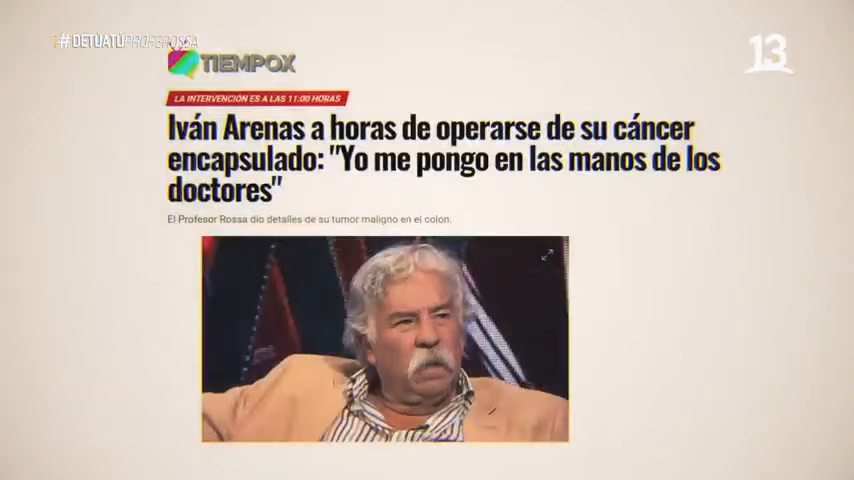 #DETÚATÚPROFEROSSA
13
TIEMPOX
LA INTERVENCIÓN ES A LAS 11:00 HORAS
Iván Arenas a horas de operarse de su cáncer
encapsulado: "Yo me pongo en las manos de los
doctores"
El Profesor Rossa dio detalles de su tumor maligno en el colon.